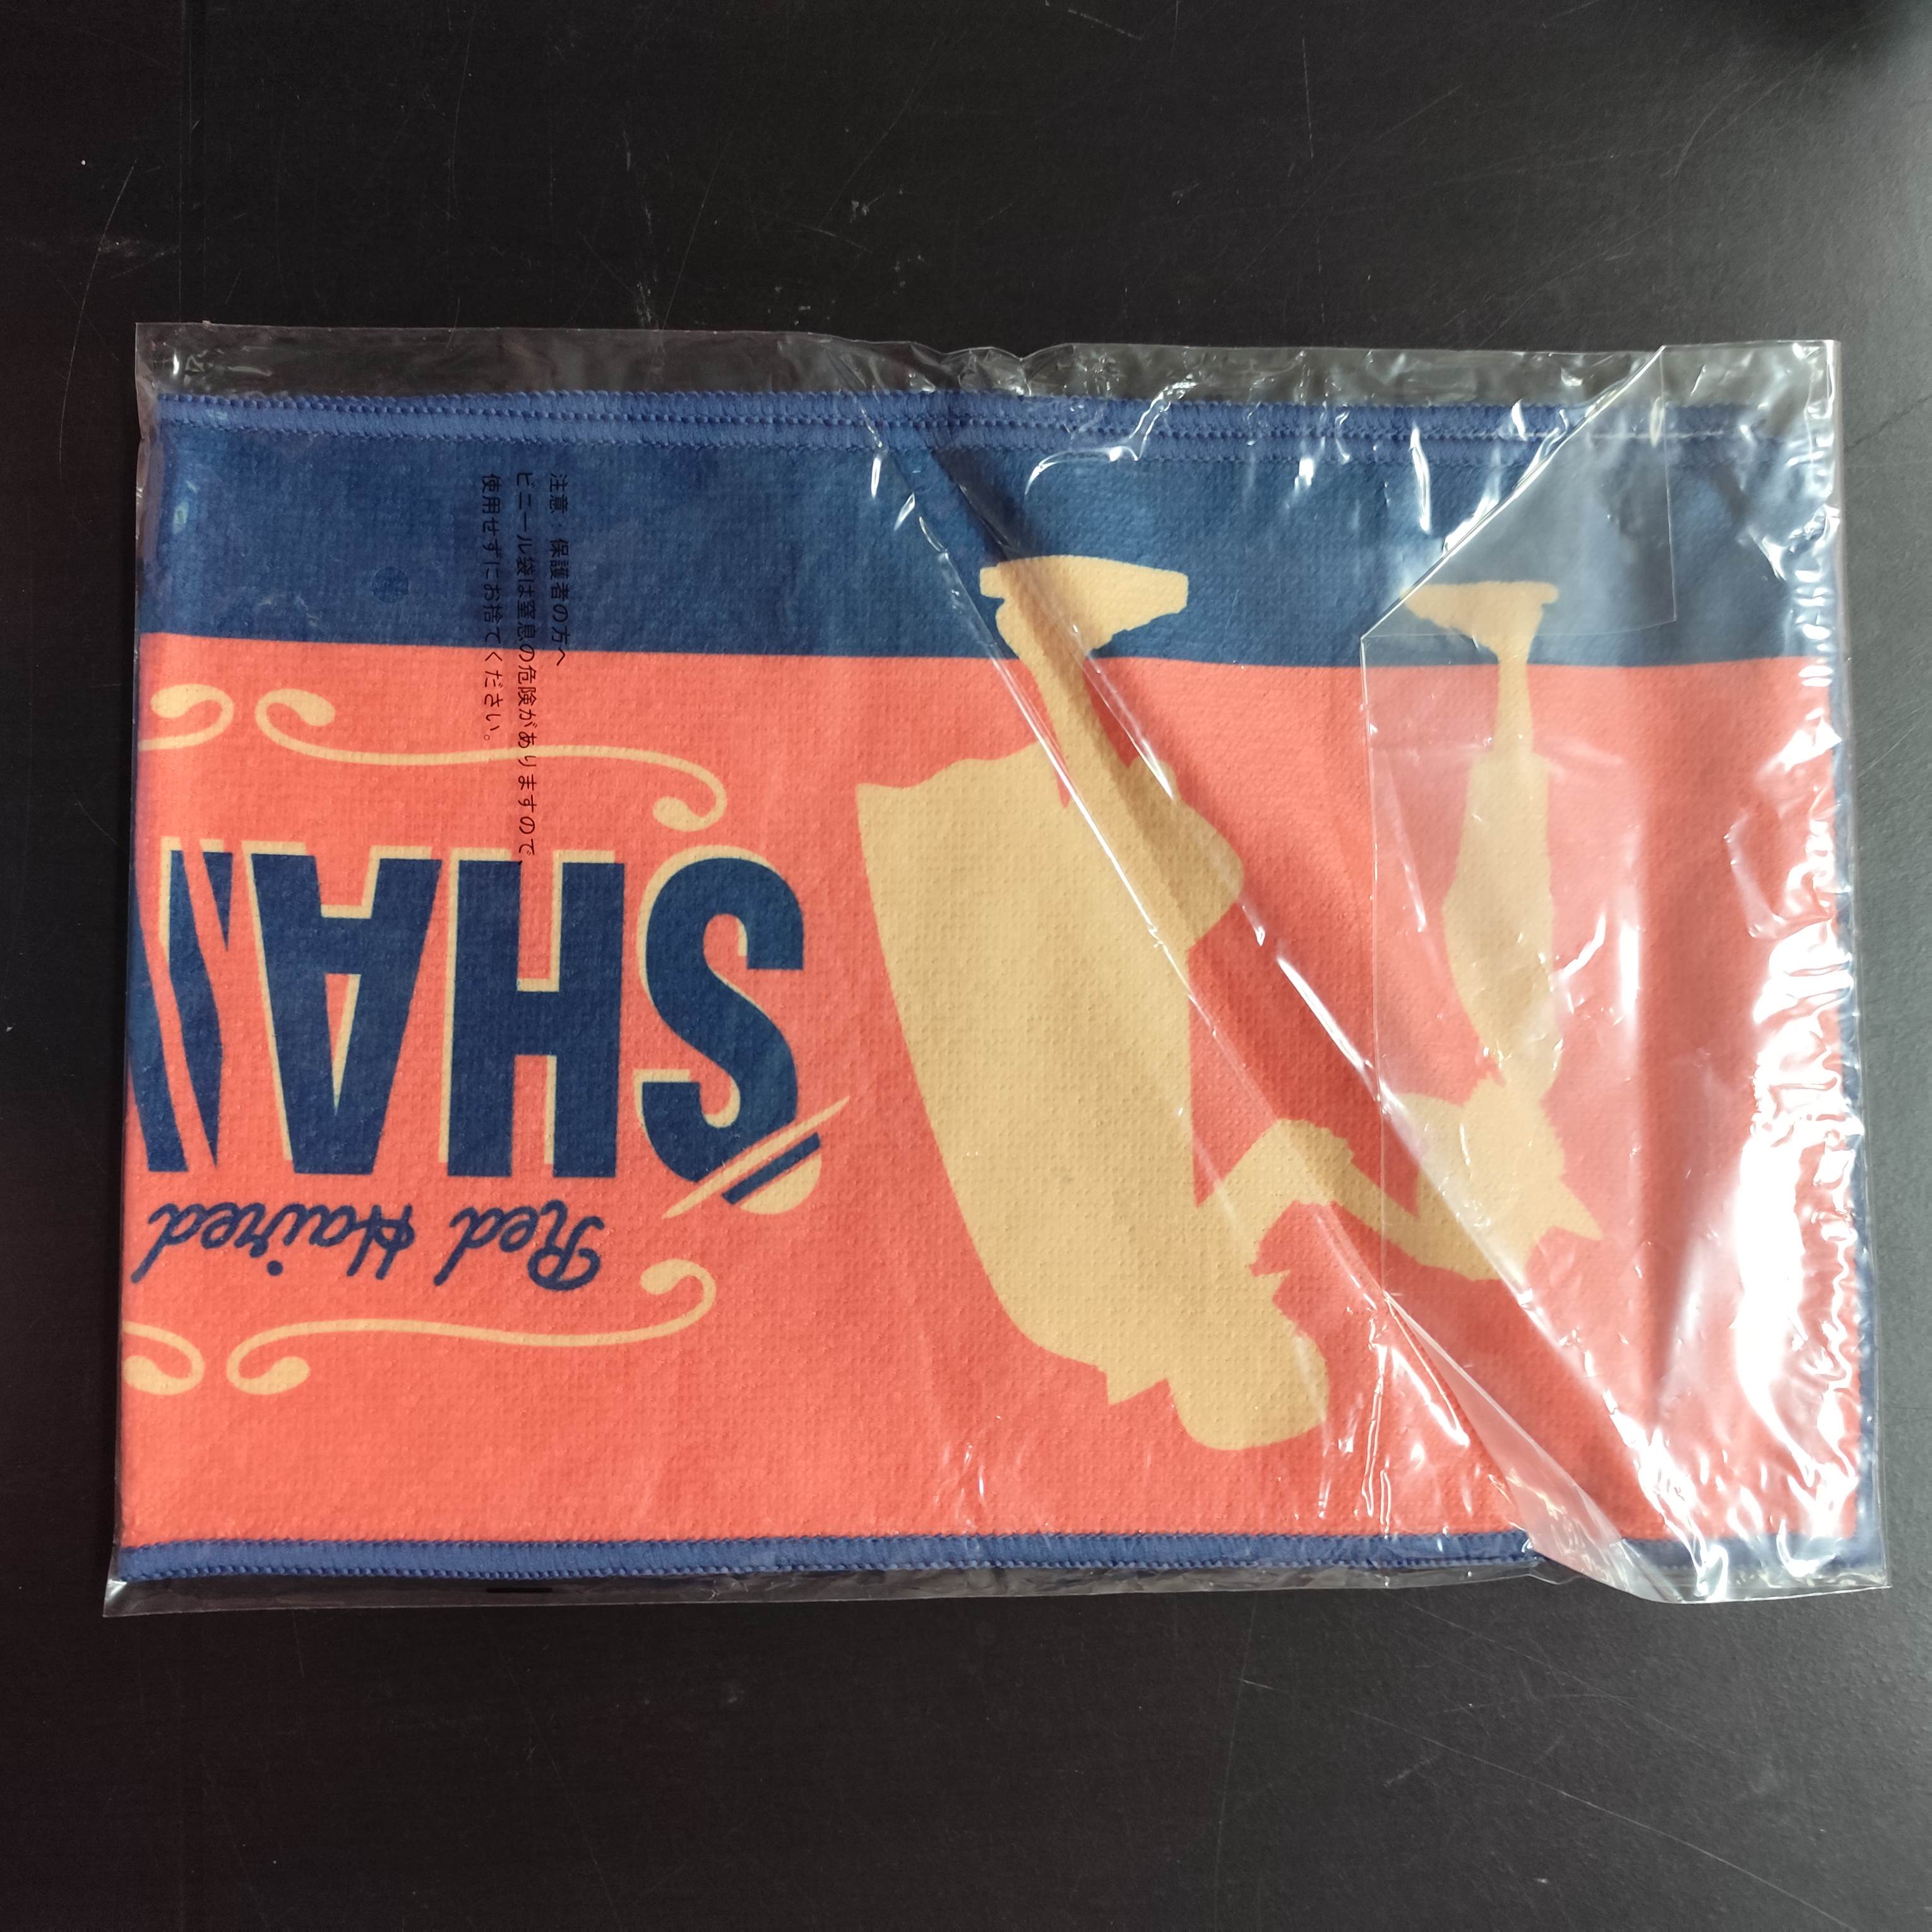 Red Haired
SHAN
注意：保護者の方へ
ビニール袋は窒息の危険がありますので、
使用せずにお捨てください。